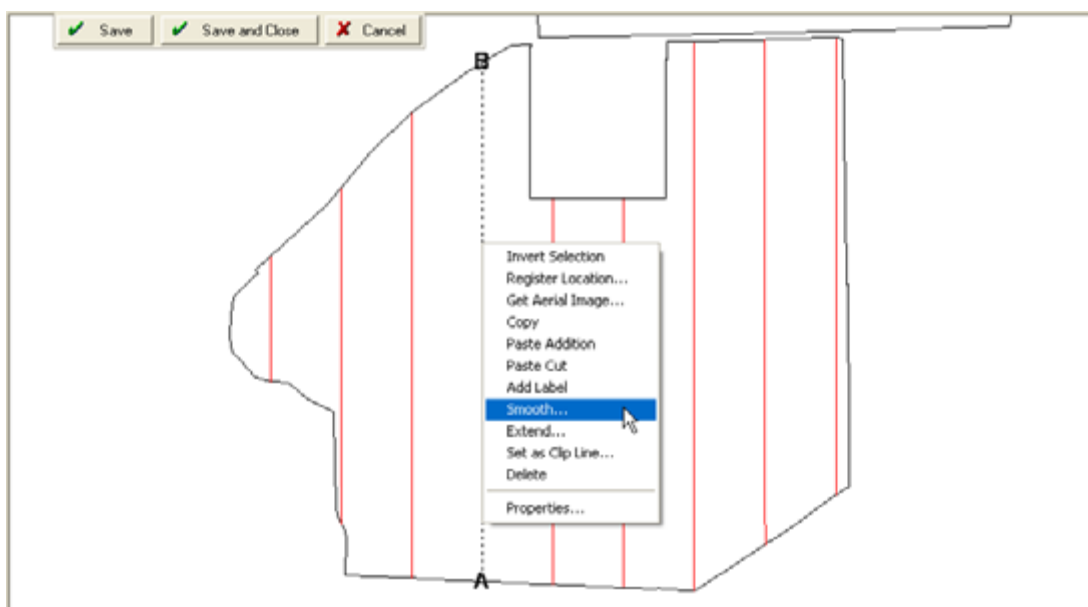 Save Save and Close Cancel
B
Invert Selection
Register Location...
Get Aerial Image...
Copy
Paste Addition
Paste Cut
Add Label
Smooth...
Extend...
Set as Clip Line...
Delete
Properties...
A